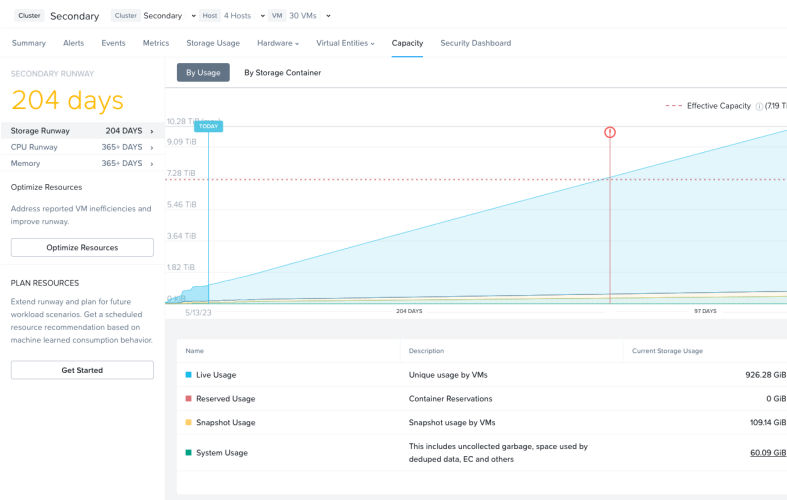 Cluster Secondary Cluster Secondary Host 4 Hosts VM 30 VMs
Summary Alerts Events Metrics Storage Usage Hardware Virtual Entities Capacity Security Dashboard
SECONDARY RUNWAY
204 days
Storage Runway 204 DAYS
CPU Runway 365+ DAYS
Memory 365+ DAYS
Optimize Resources
Address reported VM inefficiencies and
improve runway.
Optimize Resources
PLAN RESOURCES
Extend runway and plan for future
workload scenarios. Get a scheduled
resource recommendation based on
machine learned consumption behavior.
Get Started
By Usage By Storage Container
Effective Capacity (7.19 Ti
10.28 TiB
TODAY
9.09 TiB
7.28 TiB
5.46 TiB
3.64 TiB
1.82 TiB
0 KiB
5/13/23 204 DAYS 97 DAYS
Name Description Current Storage Usage
Live Usage Unique usage by VMs 926.28 GiB
Reserved Usage Container Reservations 0 GiB
Snapshot Usage Snapshot usage by VMs 109.14 GiB
System Usage This includes uncollected garbage, space used by
deduped data, EC and others 60.09 GiB